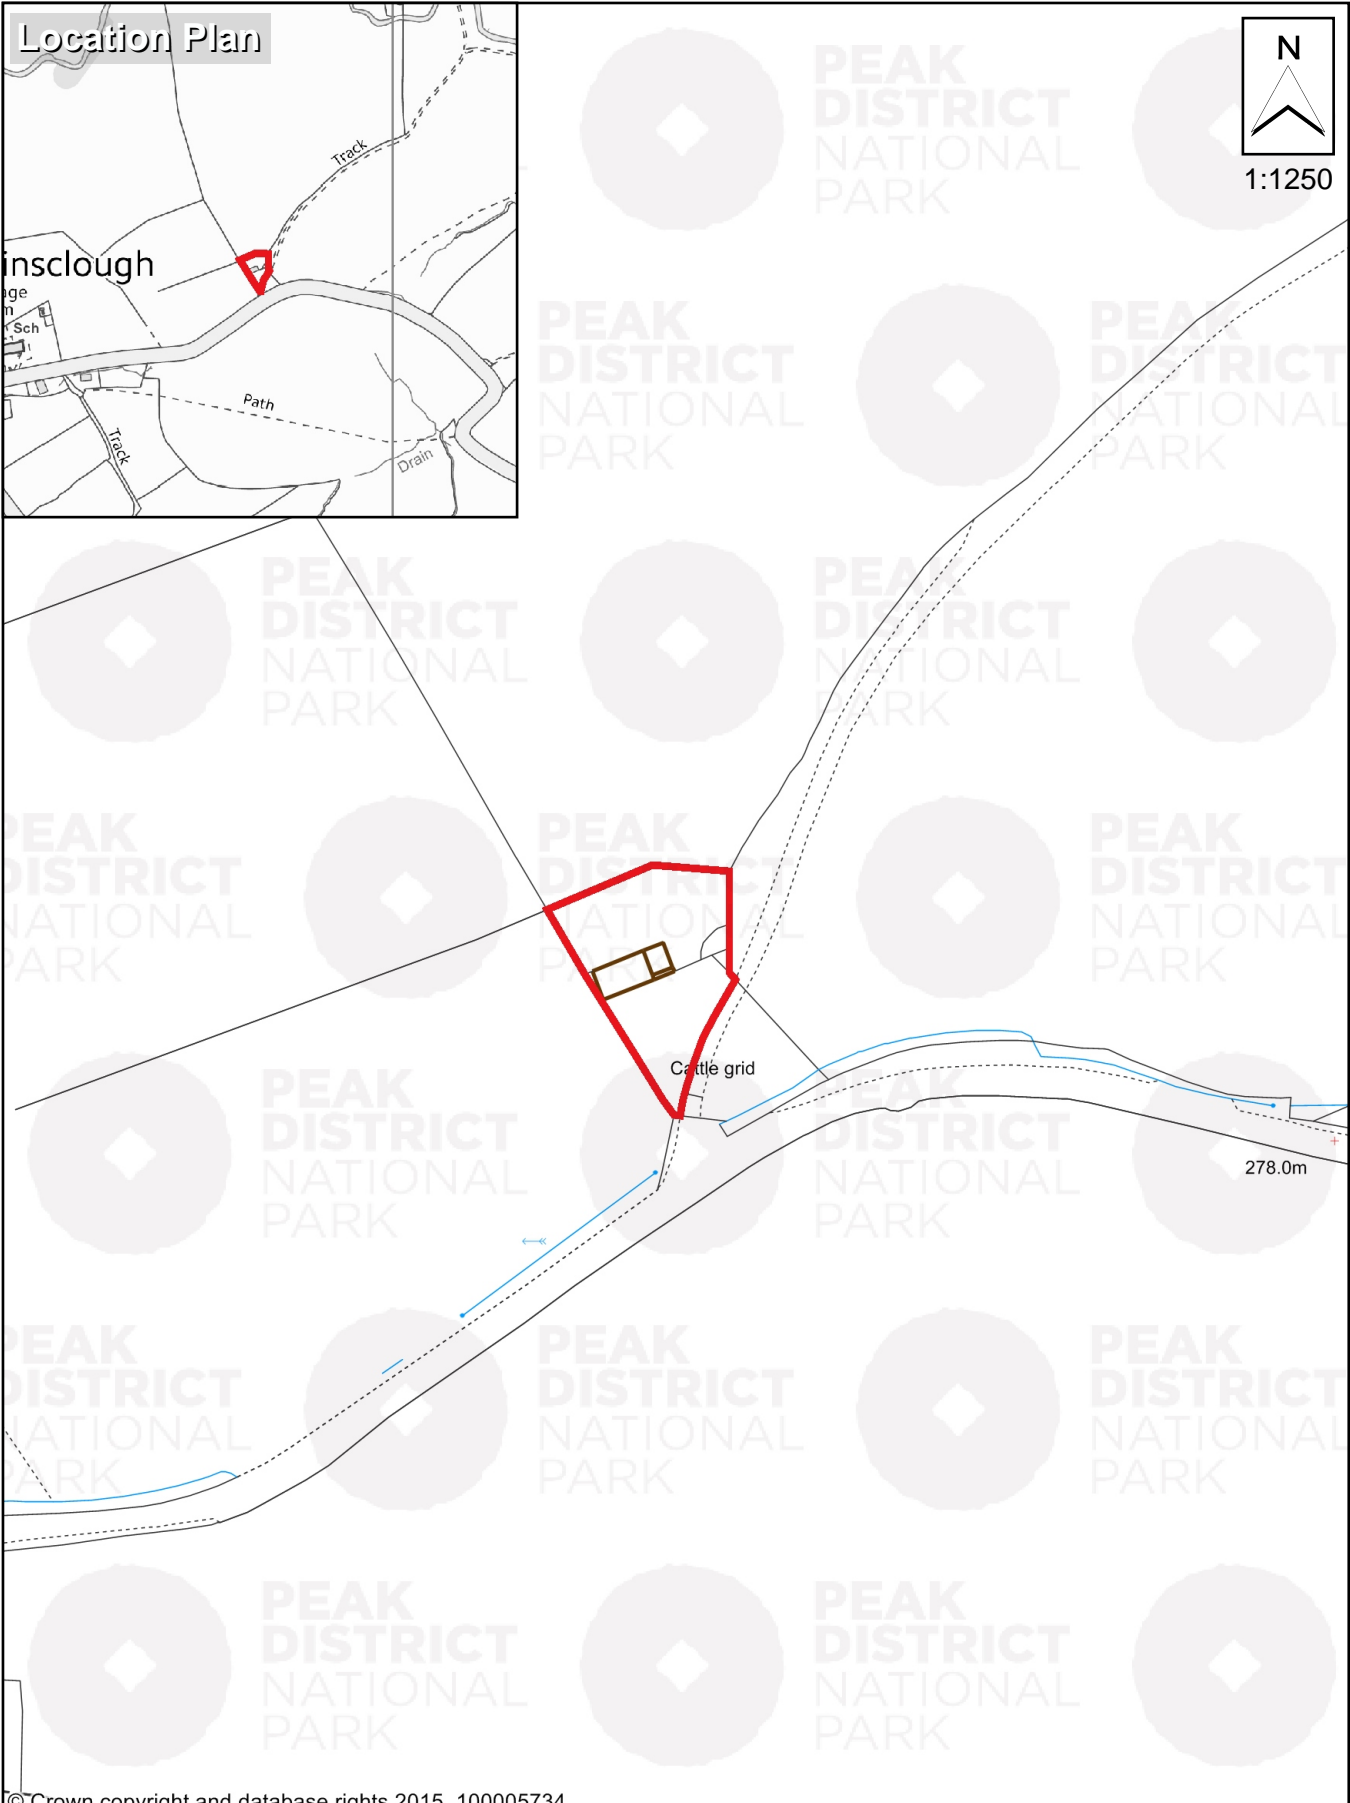 Location Plan
N
1:1250
Track
insclough
Sch
Path
Track
Drain
PEAK
DISTRICT
NATIONAL
PARK
Cattle grid
278.0m
© Crown copyright and database rights 2015. 100005734